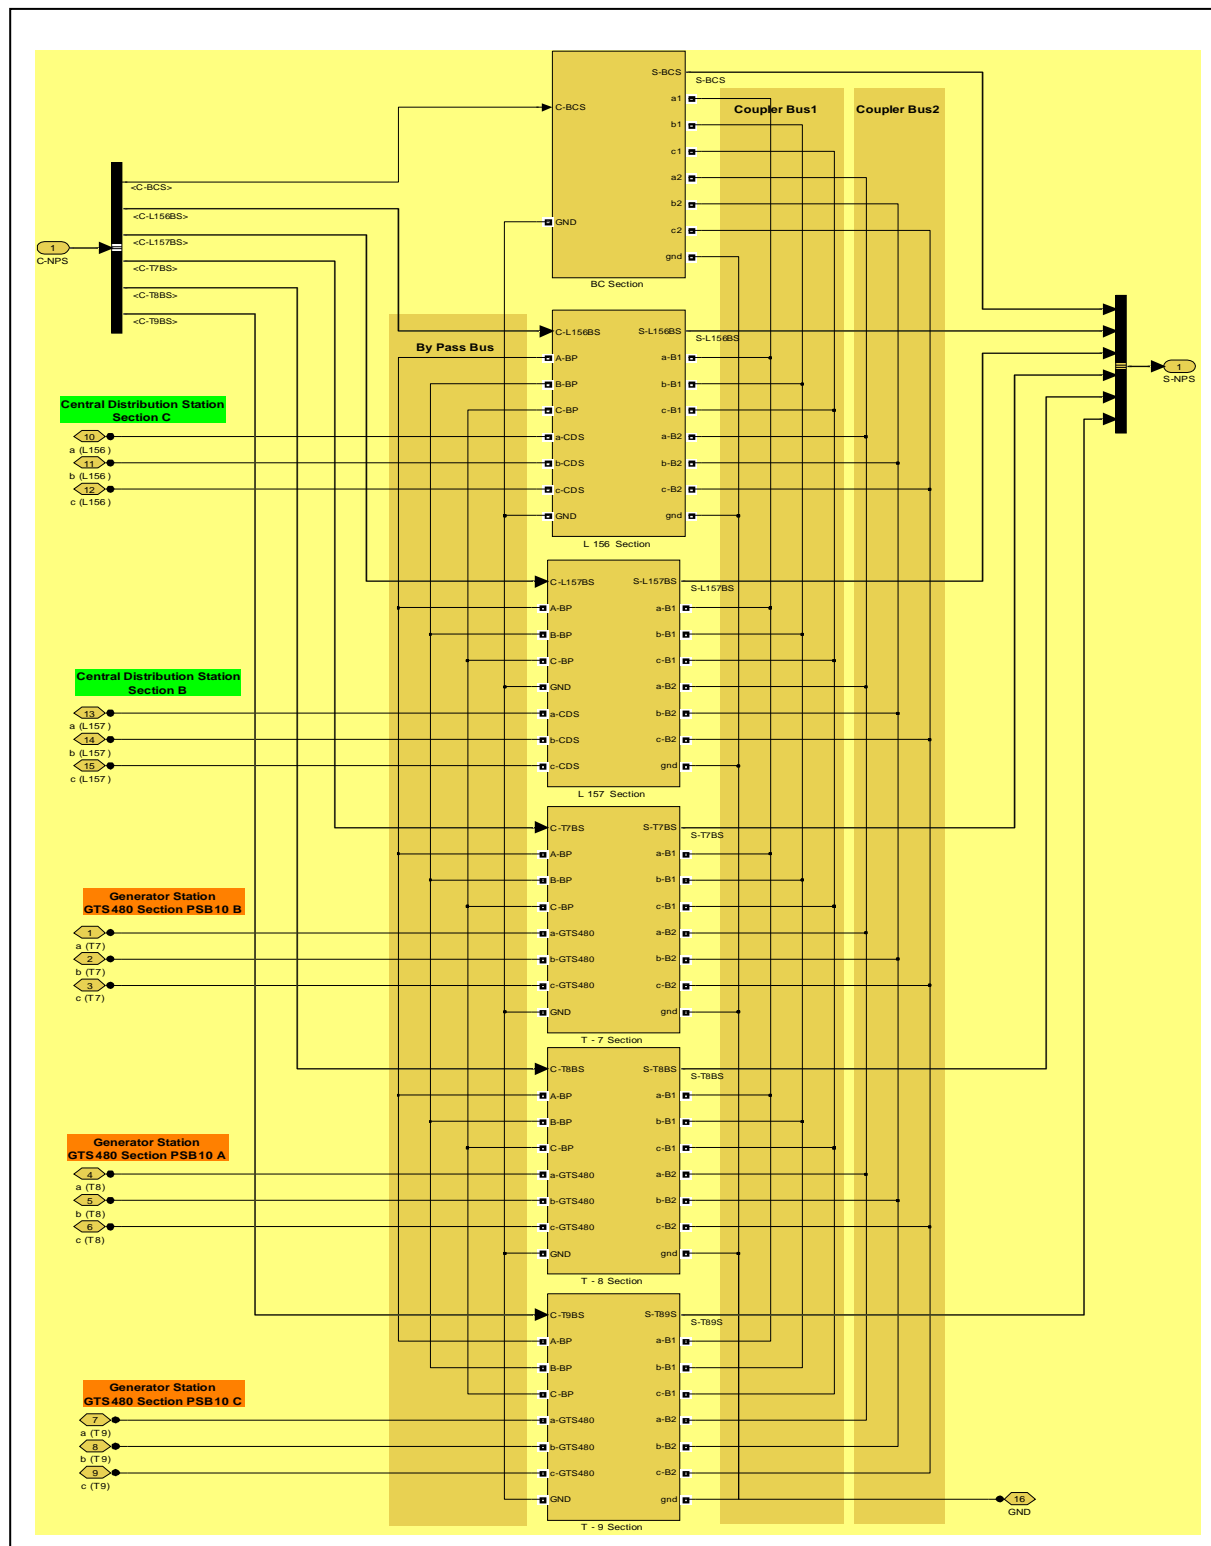 S-BCS
S-BCS
C-BCS
a1
b1
c1
a2
b2
c2
GND
gnd
BC Section
Coupler Bus1
Coupler Bus2
<C-BCS>
<C-L156BS>
<C-L157BS>
<C-T7BS>
<C-T8BS>
<C-T9BS>
1
C-NPS
1
S-NPS
By Pass Bus
C-L156BS
S-L156BS
S-L156BS
A-BP
a-B1
B-BP
b-B1
C-BP
c-B1
a-CDS
a-B2
b-CDS
b-B2
c-CDS
c-B2
GND
gnd
L 156 Section
Central Distribution Station
Section C
10
a (L156)
11
b (L156)
12
c (L156)
C-L157BS
S-L157BS
S-L157BS
A-BP
a-B1
B-BP
b-B1
C-BP
c-B1
GND
a-B2
a-CDS
b-B2
b-CDS
c-B2
c-CDS
gnd
L 157 Section
Central Distribution Station
Section B
13
a (L157)
14
b (L157)
15
c (L157)
C-T7BS
S-T7BS
S-T7BS
A-BP
a-B1
B-BP
b-B1
C-BP
c-B1
a-GTS480
a-B2
b-GTS480
b-B2
c-GTS480
c-B2
GND
gnd
T - 7 Section
Generator Station
GTS480 Section PSB10 B
1
a (T7)
2
b (T7)
3
c (T7)
C-T8BS
S-T8BS
S-T8BS
A-BP
a-B1
B-BP
b-B1
C-BP
c-B1
a-GTS480
a-B2
b-GTS480
b-B2
c-GTS480
c-B2
GND
gnd
T - 8 Section
Generator Station
GTS480 Section PSB10 A
4
a (T8)
5
b (T8)
6
c (T8)
C-T9BS
S-T89S
S-T89S
A-BP
a-B1
B-BP
b-B1
C-BP
c-B1
a-GTS480
a-B2
b-GTS480
b-B2
c-GTS480
c-B2
GND
gnd
T - 9 Section
Generator Station
GTS480 Section PSB10 C
7
a (T9)
8
b (T9)
9
c (T9)
16
GND